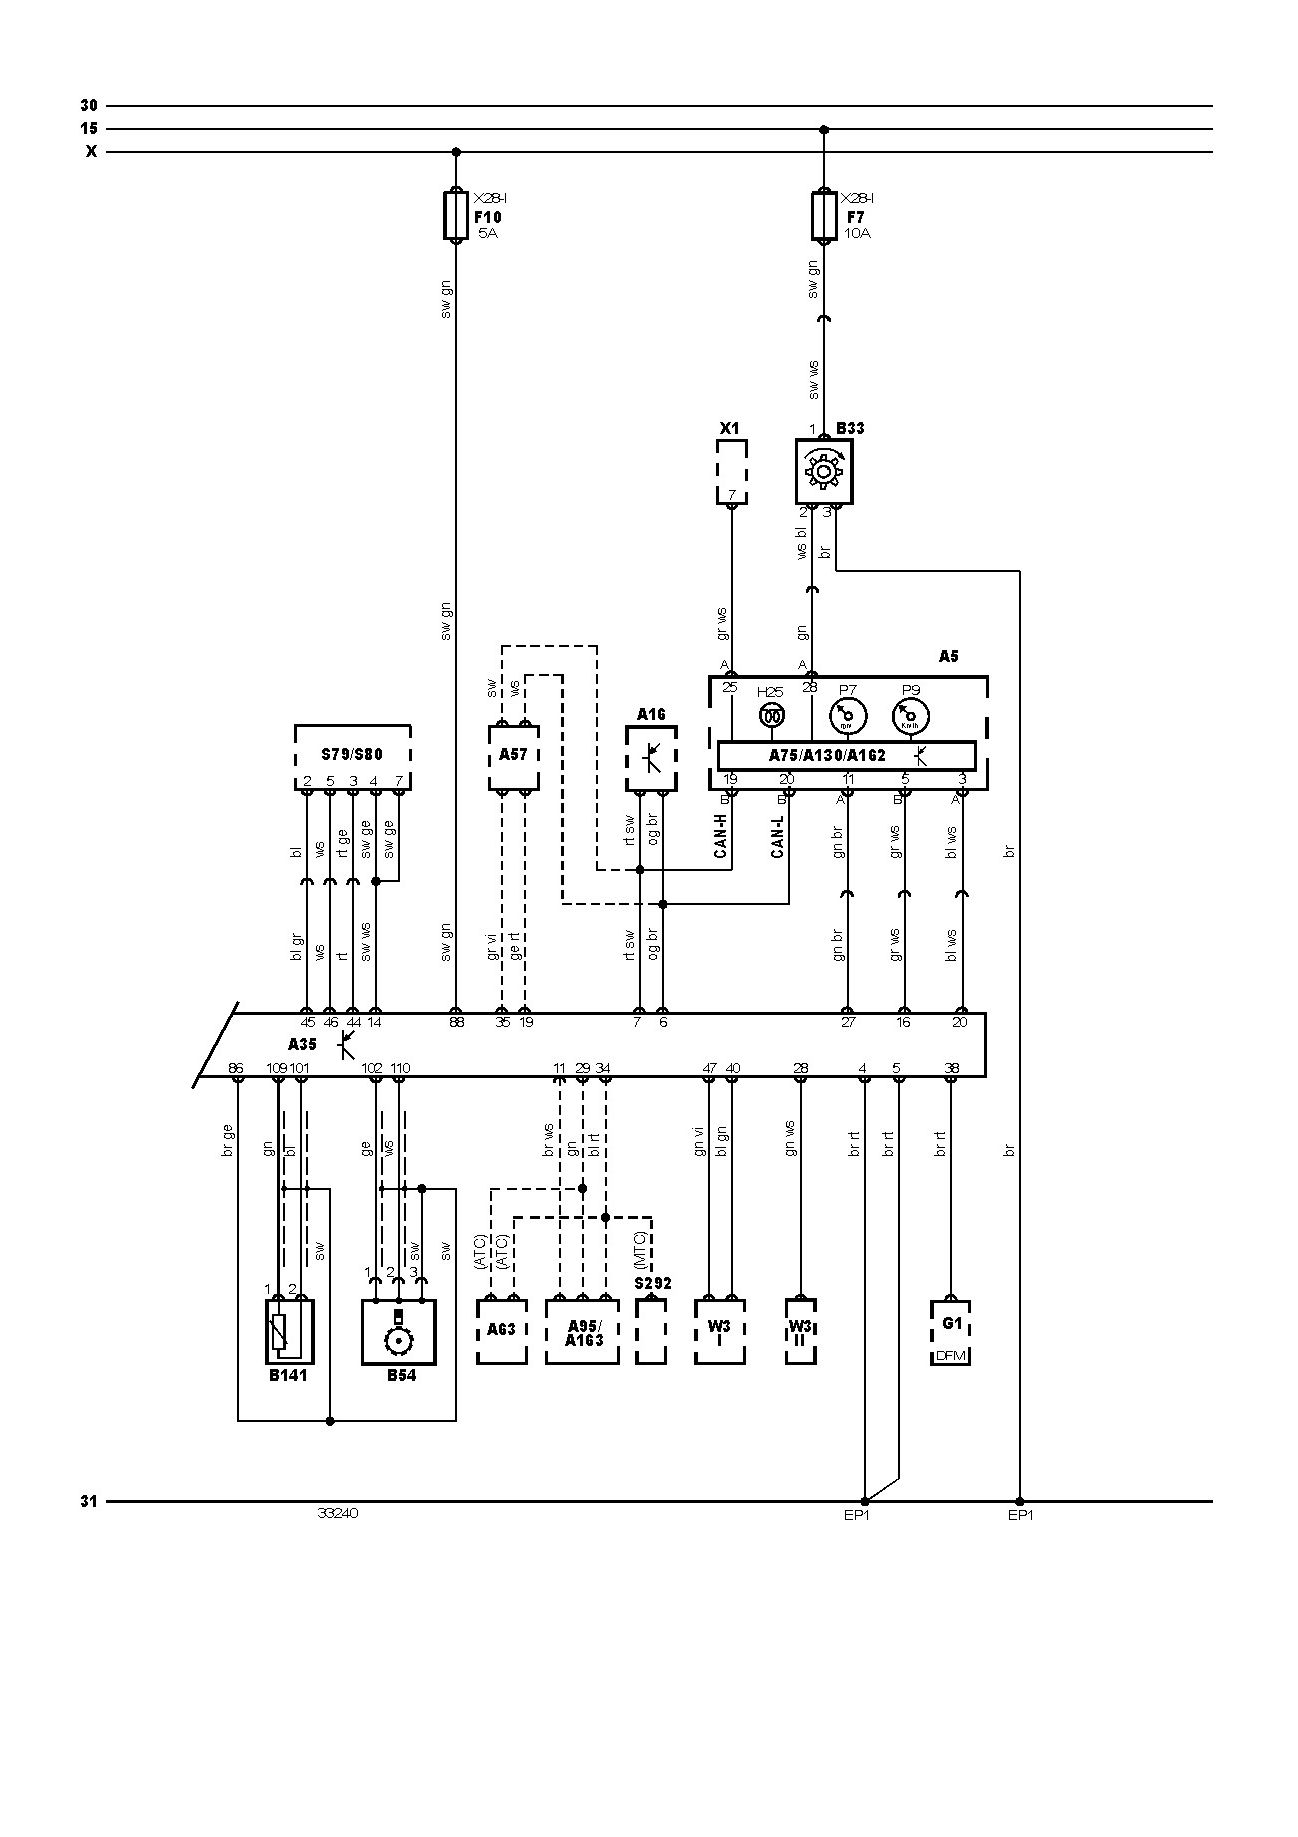 30
15
X
X28-I
F10
5A
X28-I
F7
10A
sw gn
sw gn
sw ws
X1
7
1
B33
2
3
ws bl
br
sw gn
gr ws
gn
A5
A
A
25
H25
28
P7
rpm
P9
Km/h
A75/A130/A162
19
20
11
5
3
B
B
A
B
A
sw
ws
S79/S80
2
5
3
4
7
A57
A16
bl
ws
rt ge
sw ge
sw ge
rt sw
og br
CAN-H
CAN-L
gn br
gr ws
bl ws
br
bl gr
ws
rt
sw ws
sw gn
gr vi
ge rt
rt sw
og br
gn br
gr ws
bl ws
45
46
44
14
88
35
19
7
6
27
16
20
A35
86
109
101
102
110
11
29
34
47
40
28
4
5
38
br ge
gn
bl
ge
ws
br ws
gn
bl rt
gn vi
bl gn
gn ws
br rt
br rt
br rt
br
sw
sw
sw
(ATC)
(ATC)
(MTC)
1
2
1
2
3
S292
A63
A95/
A163
W3
I
W3
II
G1
DFM
B141
B54
31
33240
EP1
EP1